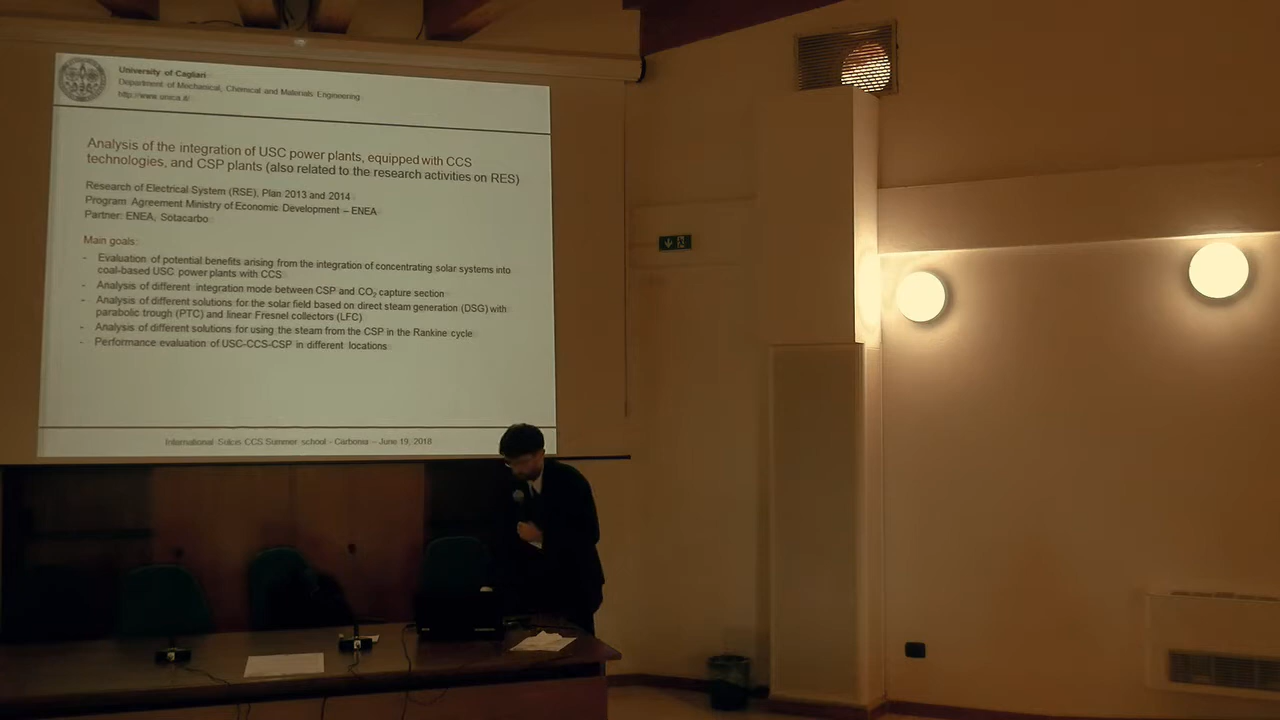 University of Cagliari
Department of Mechanical, Chemical and Materials Engineering
http://www.unica.it/
Analysis of the integration of USC power plants, equipped with CCS
technologies, and CSP plants (also related to the research activities on RES)
Research of Electrical System (RSE), Plan 2013 and 2014
Program Agreement Ministry of Economic Development – ENEA
Partner: ENEA, Sotacarbo
Main goals:
- Evaluation of potential benefits arising from the integration of concentrating solar systems into
coal-based USC power plants with CCS
- Analysis of different integration mode between CSP and CO₂ capture section
- Analysis of different solutions for the solar field based on direct steam generation (DSG) with
parabolic trough (PTC) and linear Fresnel collectors (LFC)
- Analysis of different solutions for using the steam from the CSP in the Rankine cycle
- Performance evaluation of USC-CCS-CSP in different locations
International Sulcis CCS Summer school - Carbonia – June 19, 2018